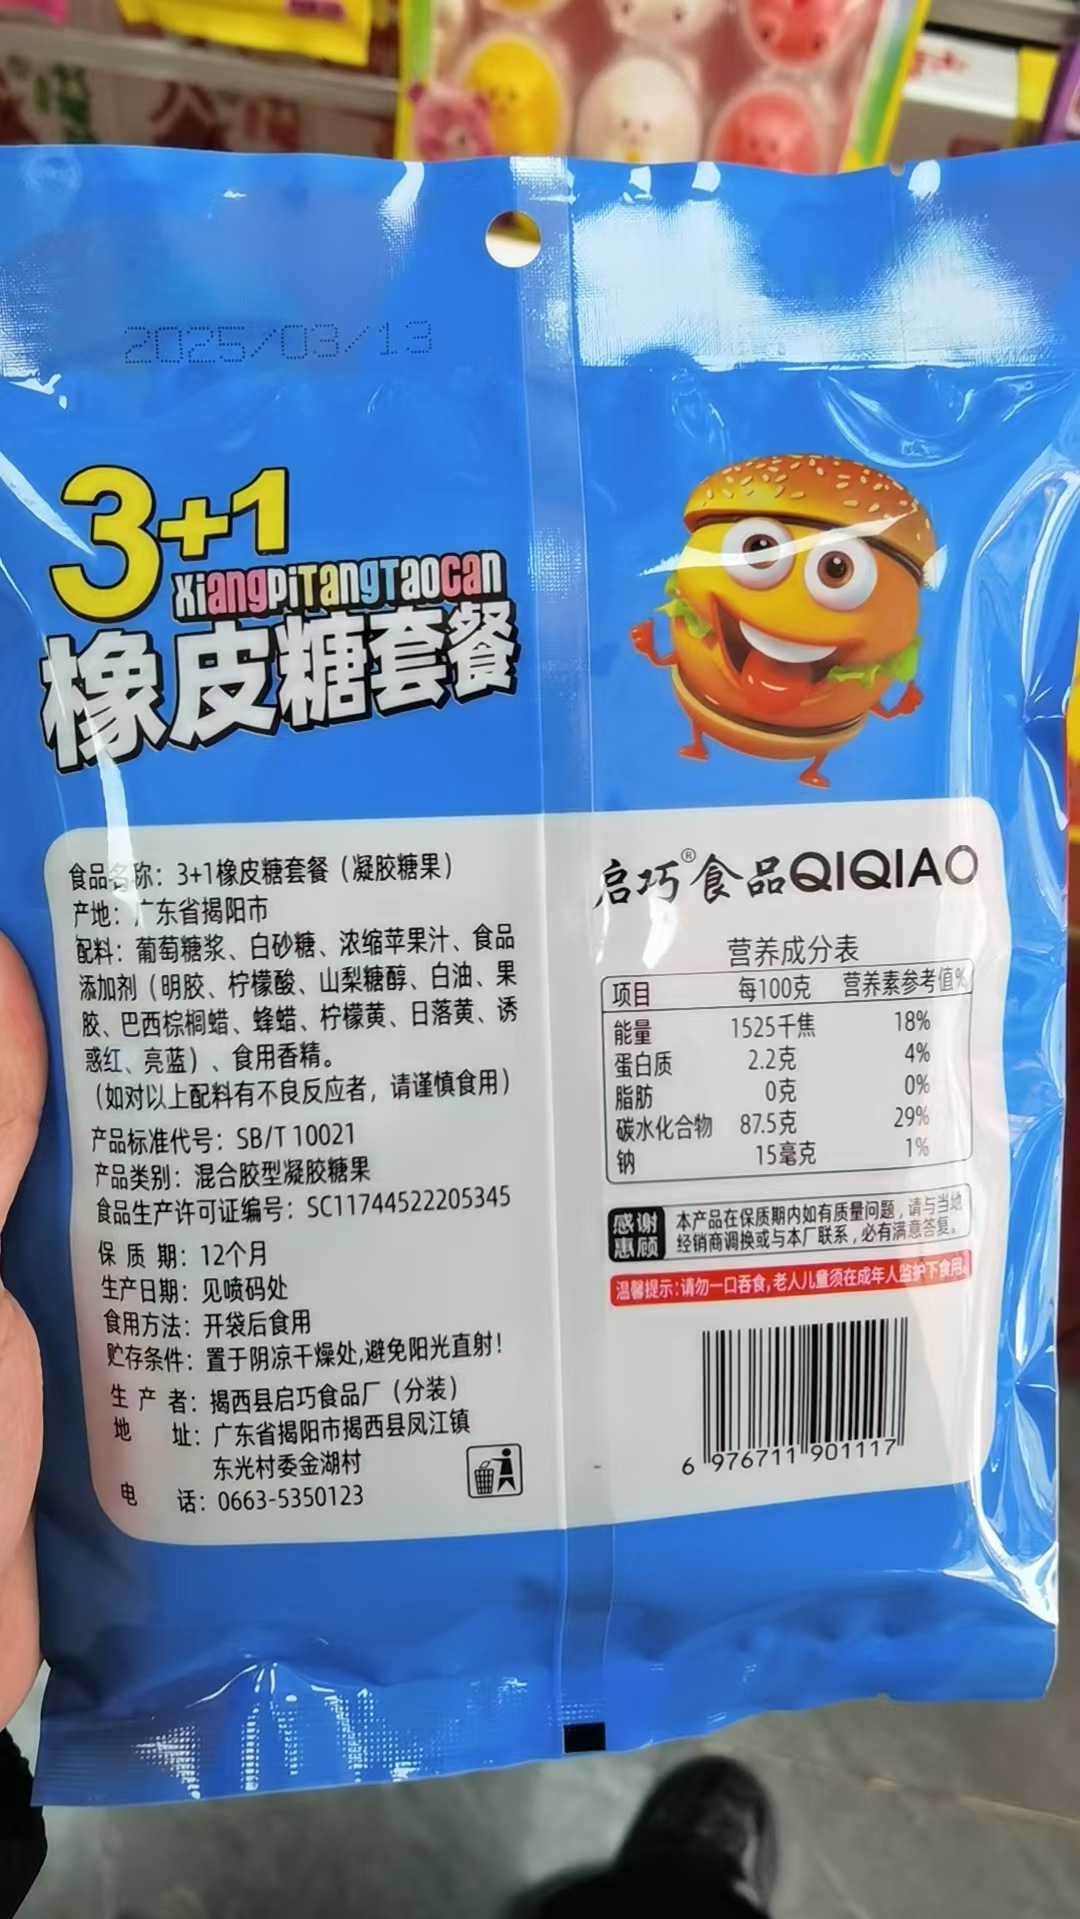 2025/03/13
3+1
XiangPiTangTaocan
橡皮糖套餐
食品名称：3+1橡皮糖套餐（凝胶糖果）
产地：广东省揭阳市
配料：葡萄糖浆、白砂糖、浓缩苹果汁、食品
添加剂（明胶、柠檬酸、山梨糖醇、白油、果
胶、巴西棕榈蜡、蜂蜡、柠檬黄、日落黄、诱
惑红、亮蓝）、食用香精。
（如对以上配料有不良反应者，请谨慎食用）
产品标准代号：SB/T 10021
产品类别：混合胶型凝胶糖果
食品生产许可证编号：SC11744522205345
保 质 期：12个月
生产日期：见喷码处
食用方法：开袋后食用
贮存条件：置于阴凉干燥处,避免阳光直射！
生 产 者：揭西县启巧食品厂（分装）
地 址：广东省揭阳市揭西县凤江镇
东光村委金湖村
电 话：0663-5350123
启巧®食品QIQIAO
营养成分表
项目 每100克 营养素参考值%
能量 1525千焦 18%
蛋白质 2.2克 4%
脂肪 0克 0%
碳水化合物 87.5克 29%
钠 15毫克 1%
感谢惠顾
本产品在保质期内如有质量问题，请与当地
经销商调换或与本厂联系，必有满意答复。
温馨提示：请勿一口吞食，老人儿童须在成年人监护下食用。
6 976711 901117